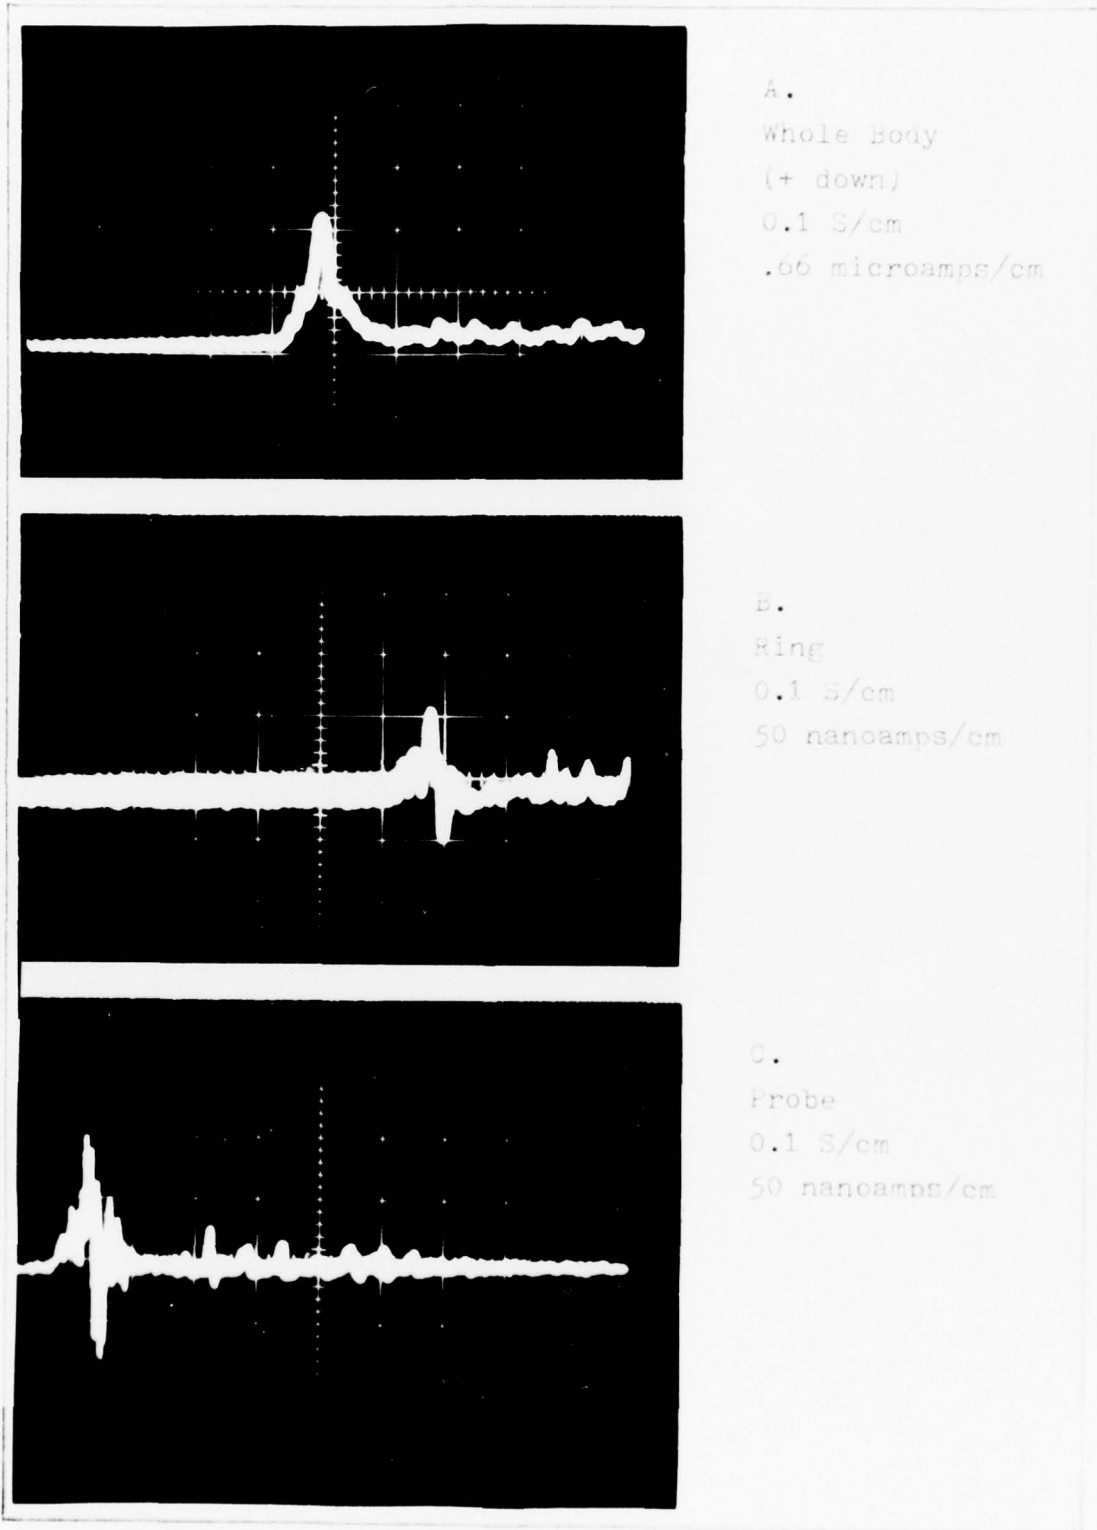 A.
Whole Body
(+ down)
0.1 S/cm
.66 microamps/cm
B.
Ring
0.1 S/cm
50 nanoamps/cm
C.
Probe
0.1 S/cm
50 nanoamps/cm